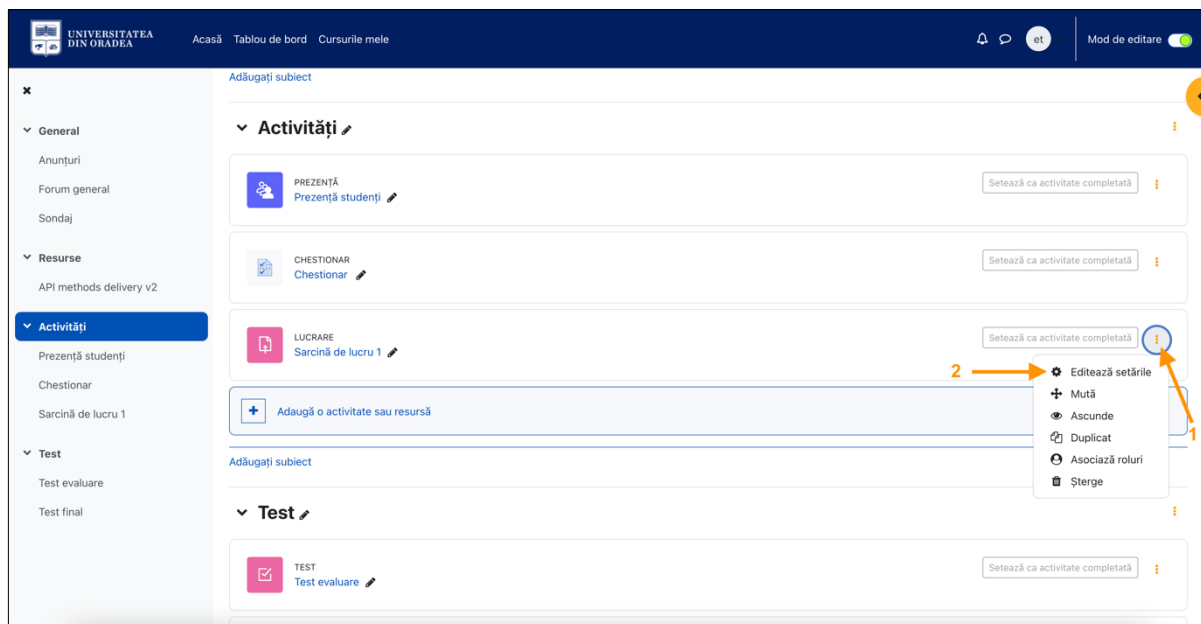 UNIVERSITATEA
DIN ORADEA
Acasă Tablou de bord Cursurile mele
et
Mod de editare
General
Anunțuri
Forum general
Sondaj
Resurse
API methods delivery v2
Activități
Prezență studenți
Chestionar
Sarcină de lucru 1
Test
Test evaluare
Test final
Adăugați subiect
Activități
PREZENȚĂ
Prezență studenți
Setează ca activitate completată
CHESTIONAR
Chestionar
Setează ca activitate completată
LUCRARE
Sarcină de lucru 1
Setează ca activitate completată
2
Editează setările
Mută
Ascunde
Duplicat
Asociază roluri
Șterge
1
Adaugă o activitate sau resursă
Adăugați subiect
Test
TEST
Test evaluare
Setează ca activitate completată